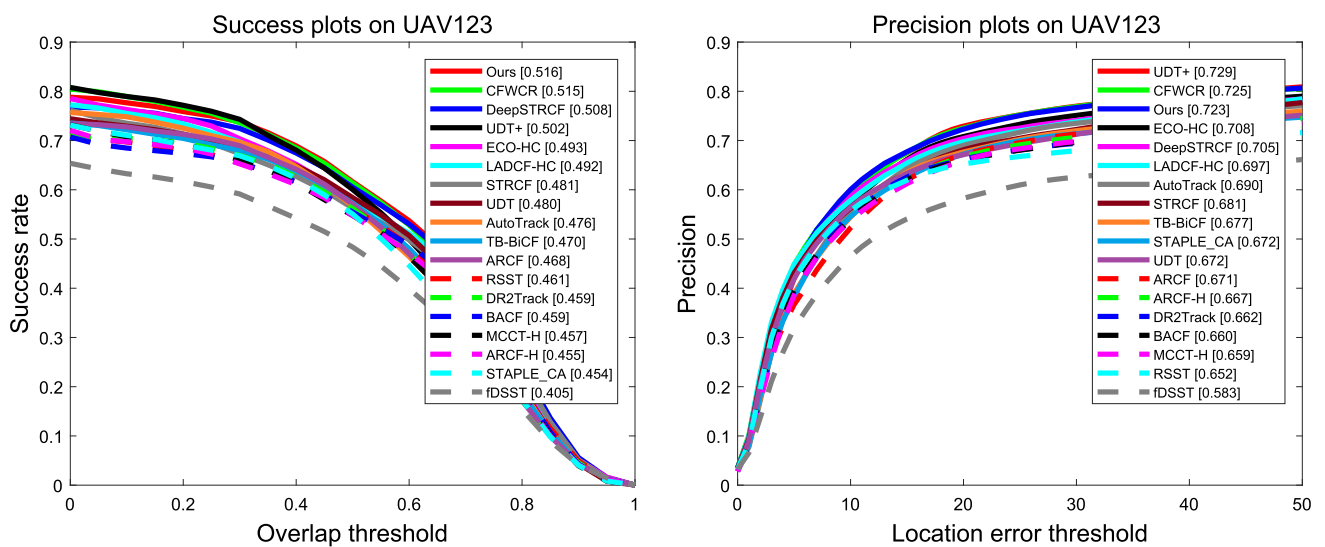 Success plots on UAV123
0.9
0.8
0.7
0.6
0.5
0.4
0.3
0.2
0.1
0
Success rate
0
0.2
0.4
0.6
0.8
1
Overlap threshold
Ours [0.516]
CFWCR [0.515]
DeepSTRCF [0.508]
UDT+ [0.502]
ECO-HC [0.493]
LADCF-HC [0.492]
STRCF [0.481]
UDT [0.480]
AutoTrack [0.476]
TB-BiCF [0.470]
ARCF [0.468]
RSST [0.461]
DR2Track [0.459]
BACF [0.459]
MCCT-H [0.457]
ARCF-H [0.455]
STAPLE_CA [0.454]
fDSST [0.405]
Precision plots on UAV123
0.9
0.8
0.7
0.6
0.5
0.4
0.3
0.2
0.1
0
Precision
0
10
20
30
40
50
Location error threshold
UDT+ [0.729]
CFWCR [0.725]
Ours [0.723]
ECO-HC [0.708]
DeepSTRCF [0.705]
LADCF-HC [0.697]
AutoTrack [0.690]
STRCF [0.681]
TB-BiCF [0.677]
STAPLE_CA [0.672]
UDT [0.672]
ARCF [0.671]
ARCF-H [0.667]
DR2Track [0.662]
BACF [0.660]
MCCT-H [0.659]
RSST [0.652]
fDSST [0.583]